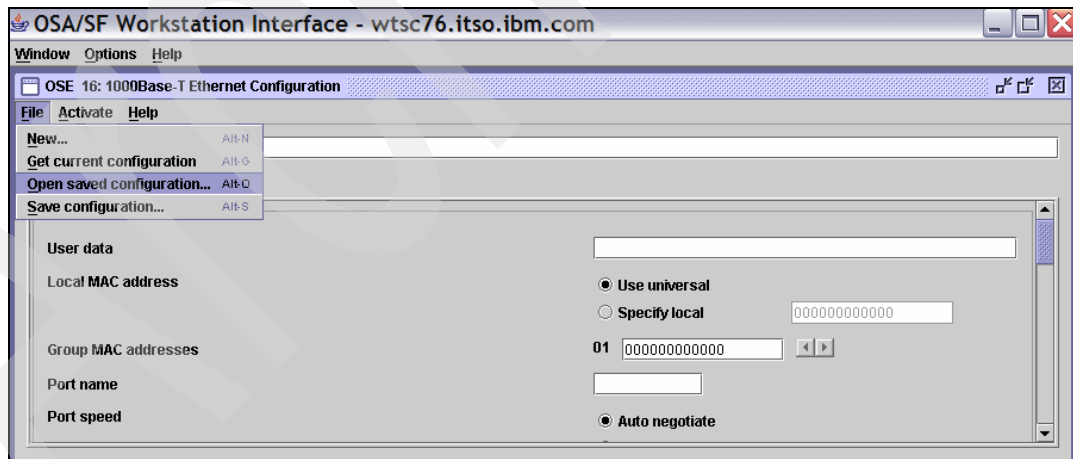 OSA/SF Workstation Interface - wtsc76.itso.ibm.com
Window Options Help
OSE 16: 1000Base-T Ethernet Configuration
File Activate Help
New... Alt-N
Get current configuration Alt-G
Open saved configuration... Alt-O
Save configuration... Alt-S
User data
Local MAC address
Use universal
Specify local 000000000000
Group MAC addresses 01 000000000000
Port name
Port speed Auto negotiate